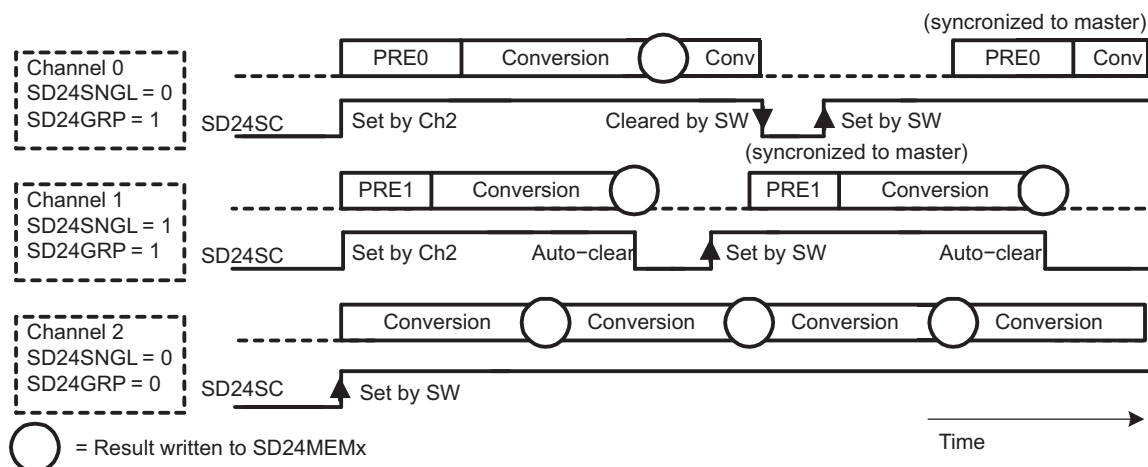 (syncronized to master)
PRE0 Conversion Conv PRE0 Conv
Channel 0
SD24SNGL = 0
SD24GRP = 1
SD24SC Set by Ch2 Cleared by SW Set by SW
(syncronized to master)
PRE1 Conversion PRE1 Conversion
Channel 1
SD24SNGL = 1
SD24GRP = 1
SD24SC Set by Ch2 Auto−clear Set by SW Auto−clear
Conversion Conversion Conversion Conversion
Channel 2
SD24SNGL = 0
SD24GRP = 0
SD24SC Set by SW
= Result written to SD24MEMx
Time